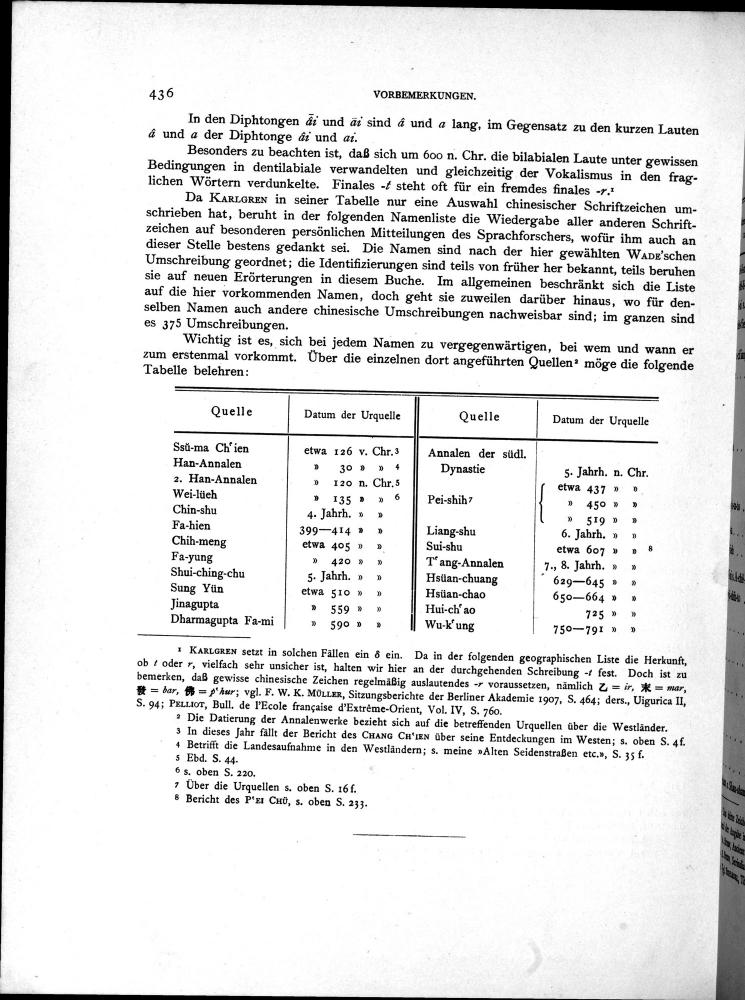 436 VORBEMERKUNGEN.
In den Diphtongen ā̂i und āi sind â und a lang, im Gegensatz zu den kurzen Lauten
â und a der Diphtonge âi und ai.
Besonders zu beachten ist, daß sich um 600 n. Chr. die bilabialen Laute unter gewissen
Bedingungen in dentilabiale verwandelten und gleichzeitig der Vokalismus in den frag-
lichen Wörtern verdunkelte. Finales -t steht oft für ein fremdes finales -r.¹
Da KARLGREN in seiner Tabelle nur eine Auswahl chinesischer Schriftzeichen um-
schrieben hat, beruht in der folgenden Namenliste die Wiedergabe aller anderen Schrift-
zeichen auf besonderen persönlichen Mitteilungen des Sprachforschers, wofür ihm auch an
dieser Stelle bestens gedankt sei. Die Namen sind nach der hier gewählten WADE'schen
Umschreibung geordnet; die Identifizierungen sind teils von früher her bekannt, teils beruhen
sie auf neuen Erörterungen in diesem Buche. Im allgemeinen beschränkt sich die Liste
auf die hier vorkommenden Namen, doch geht sie zuweilen darüber hinaus, wo für den-
selben Namen auch andere chinesische Umschreibungen nachweisbar sind; im ganzen sind
es 375 Umschreibungen.
Wichtig ist es, sich bei jedem Namen zu vergegenwärtigen, bei wem und wann er
zum erstenmal vorkommt. Über die einzelnen dort angeführten Quellen² möge die folgende
Tabelle belehren:
Quelle Datum der Urquelle
Ssŭ-ma Chʿien etwa 126 v. Chr.³
Han-Annalen » 30 » » ⁴
2. Han-Annalen » 120 n. Chr.⁵
Wei-lüeh » 135 » » ⁶
Chin-shu 4. Jahrh. » »
Fa-hien 399—414 » »
Chih-meng etwa 405 » »
Fa-yung » 420 » »
Shui-ching-chu 5. Jahrh. » »
Sung Yün etwa 510 » »
Jinagupta » 559 » »
Dharmagupta Fa-mi » 590 » »
Quelle Datum der Urquelle
Annalen der südl.
Dynastie 5. Jahrh. n. Chr.
etwa 437 » »
Pei-shih⁷ » 450 » »
» 519 » »
Liang-shu 6. Jahrh. » »
Sui-shu etwa 607 » » ⁸
Tʿang-Annalen 7., 8. Jahrh. » »
Hsüan-chuang 629—645 » »
Hsüan-chao 650—664 » »
Hui-chʿao 725 » »
Wu-kʿung 750—791 » »
¹ KARLGREN setzt in solchen Fällen ein δ ein. Da in der folgenden geographischen Liste die Herkunft,
ob t oder r, vielfach sehr unsicher ist, halten wir hier an der durchgehenden Schreibung -t fest. Doch ist zu
bemerken, daß gewisse chinesische Zeichen regelmäßig auslautendes -r voraussetzen, nämlich 乙 = ir, 末 = mar,
發 = bar, 佛 = pʿhur; vgl. F. W. K. MÜLLER, Sitzungsberichte der Berliner Akademie 1907, S. 464; ders., Uigurica II,
S. 94; PELLIOT, Bull. de l'Ecole française d'Extrême-Orient, Vol. IV, S. 760.
² Die Datierung der Annalenwerke bezieht sich auf die betreffenden Urquellen über die Westländer.
³ In dieses Jahr fällt der Bericht des CHANG CHʿIEN über seine Entdeckungen im Westen; s. oben S. 4f.
⁴ Betrifft die Landesaufnahme in den Westländern; s. meine »Alten Seidenstraßen etc.», S. 35 f.
⁵ Ebd. S. 44.
⁶ s. oben S. 220.
⁷ Über die Urquellen s. oben S. 16 f.
⁸ Bericht des PʿEI CHÜ, s. oben S. 233.